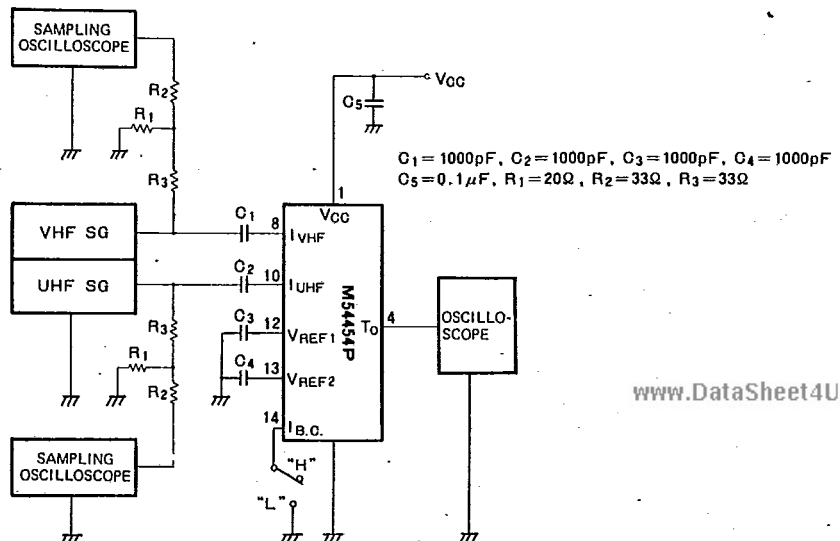 SAMPLING
OSCILLOSCOPE
R2
R1
R3
VCC
C5
C1=1000pF, C2=1000pF, C3=1000pF, C4=1000pF
C5=0.1μF, R1=20Ω, R2=33Ω, R3=33Ω
1
VCC
VHF SG
C1
8
IVHF
UHF SG
C2
10
IUHF
M54454P
R3
C3
12
VREF1
TO
4
OSCILLO-
SCOPE
R1
R2
C4
13
VREF2
www.DataSheet4U
14
IB.C.
SAMPLING
OSCILLOSCOPE
"H"
"L"